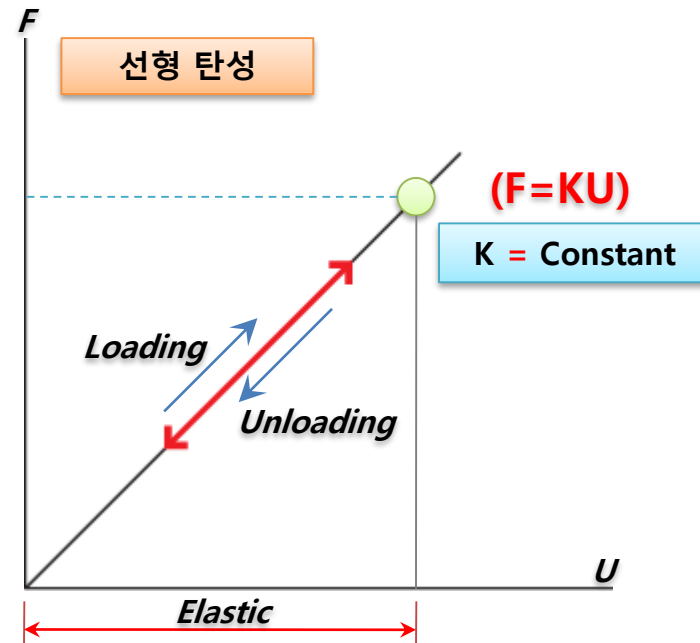 F
선형 탄성
(F=KU)
K = Constant
Loading
Unloading
U
Elastic